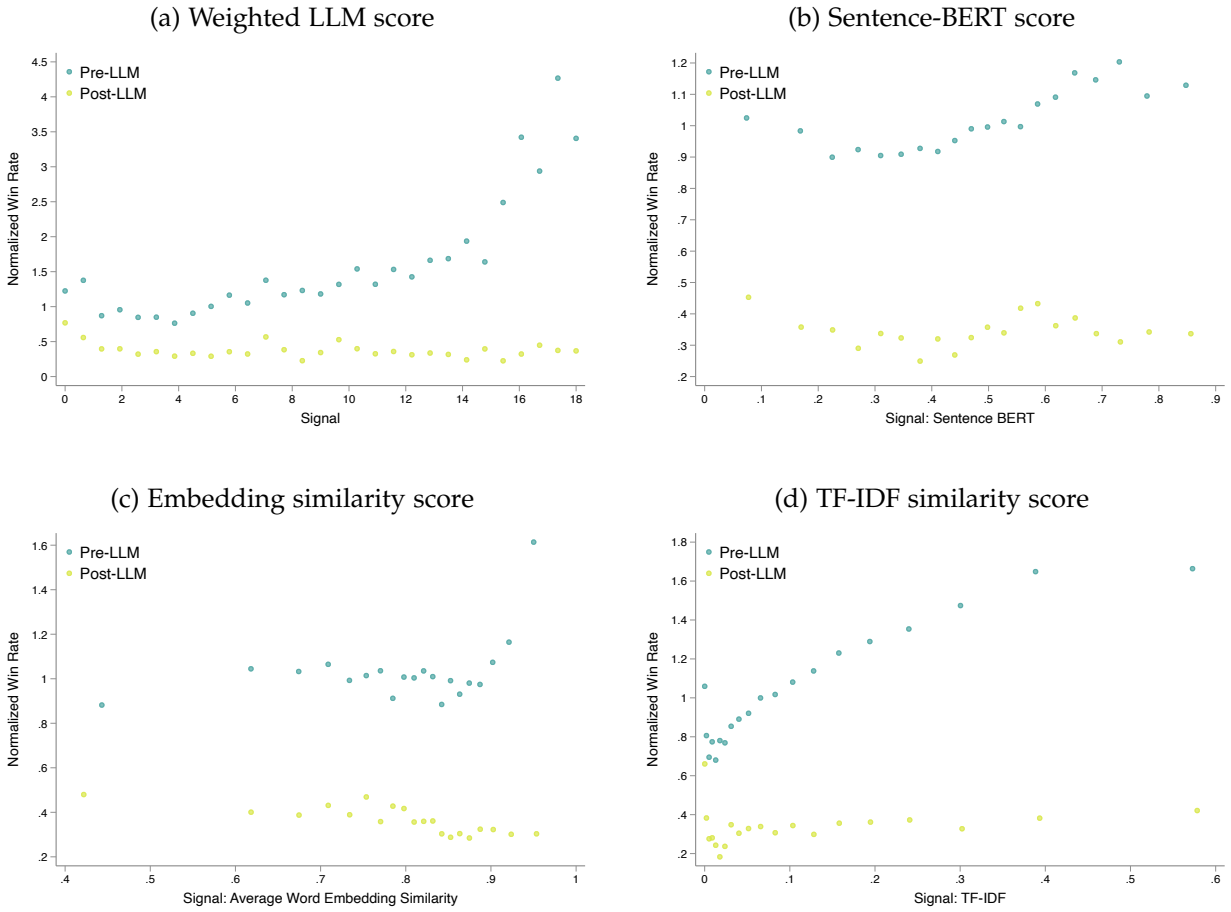 (a) Weighted LLM score
4.5
4
3.5
3
2.5
2
1.5
1
.5
0
Normalized Win Rate
Pre-LLM
Post-LLM
0 2 4 6 8 10 12 14 16 18
Signal
(b) Sentence-BERT score
1.2
1.1
1
.9
.8
.7
.6
.5
.4
.3
.2
Normalized Win Rate
Pre-LLM
Post-LLM
0 .1 .2 .3 .4 .5 .6 .7 .8 .9
Signal: Sentence BERT
(c) Embedding similarity score
1.6
1.4
1.2
1
.8
.6
.4
.2
Normalized Win Rate
Pre-LLM
Post-LLM
.4 .5 .6 .7 .8 .9 1
Signal: Average Word Embedding Similarity
(d) TF-IDF similarity score
1.8
1.6
1.4
1.2
1
.8
.6
.4
.2
Normalized Win Rate
Pre-LLM
Post-LLM
0 .1 .2 .3 .4 .5 .6
Signal: TF-IDF